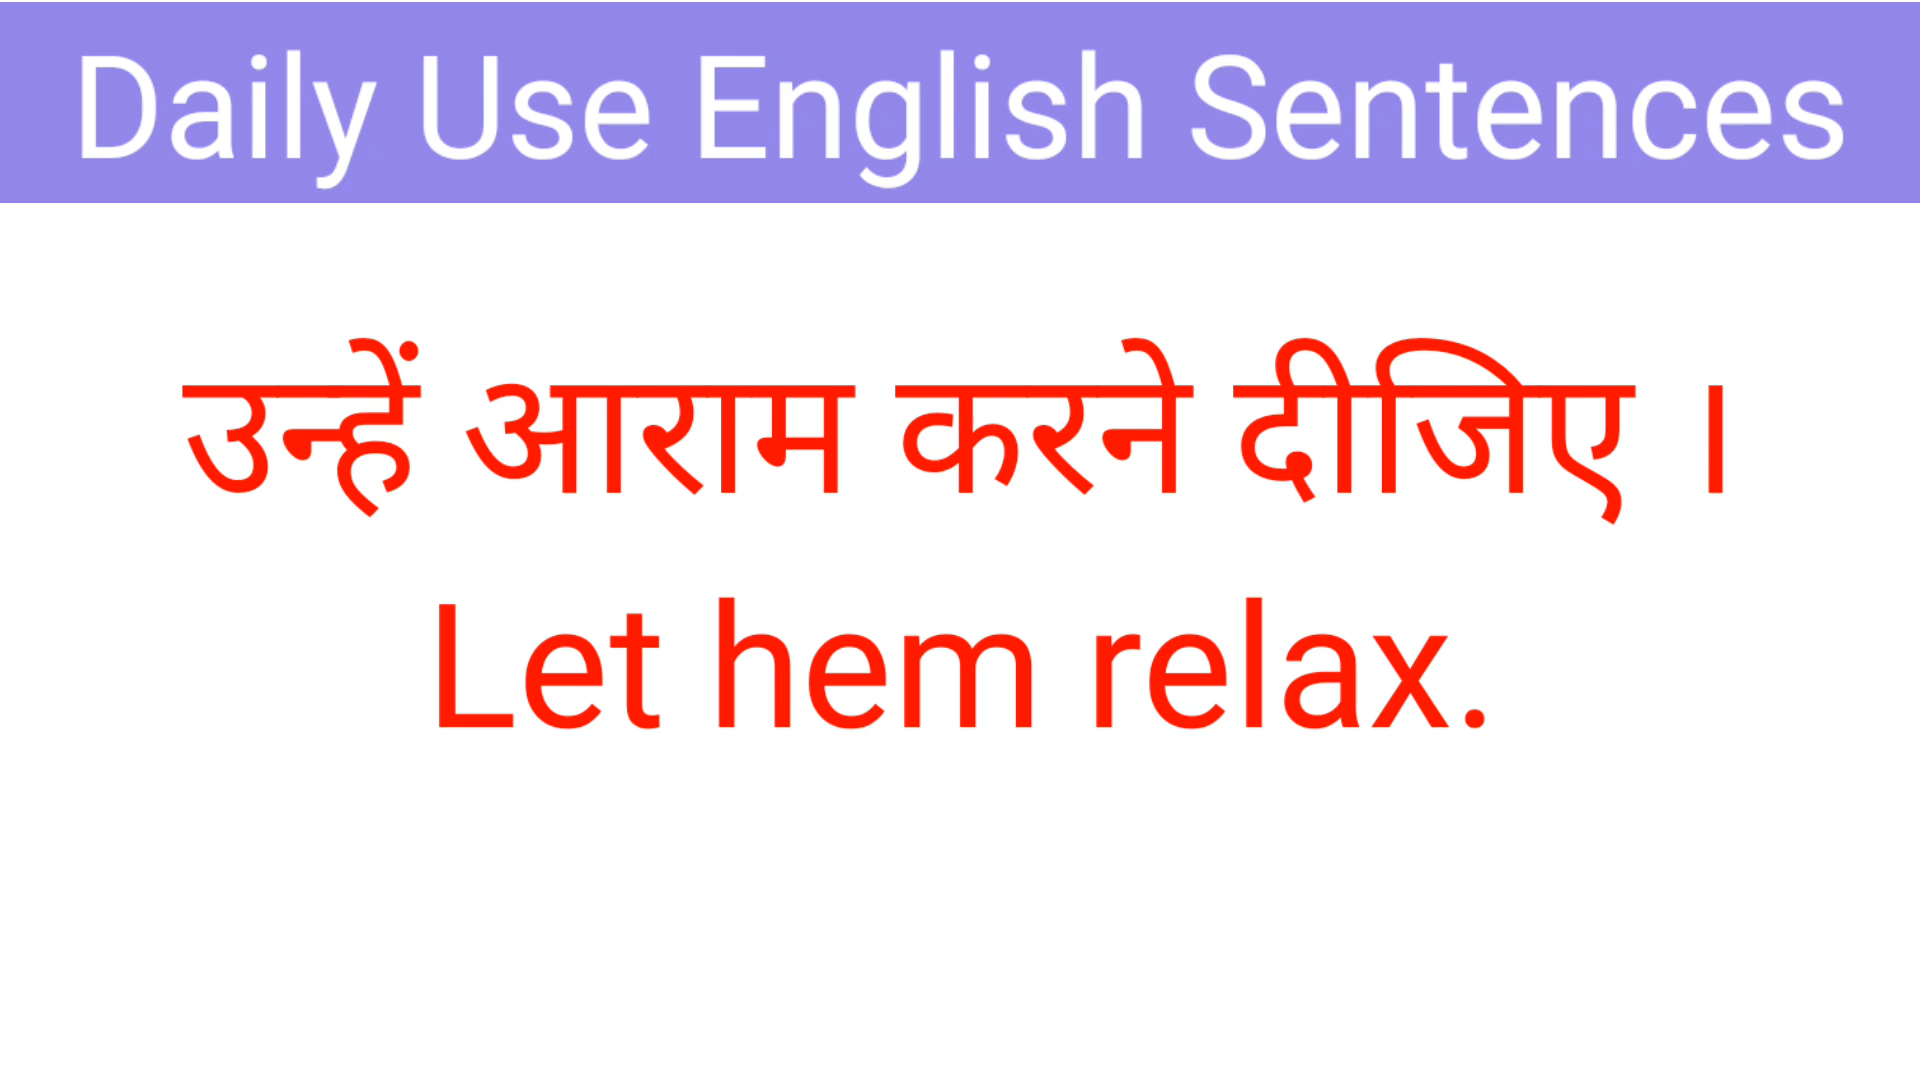 Daily Use English Sentences
उन्हें आराम करने दीजिए ।
Let hem relax.